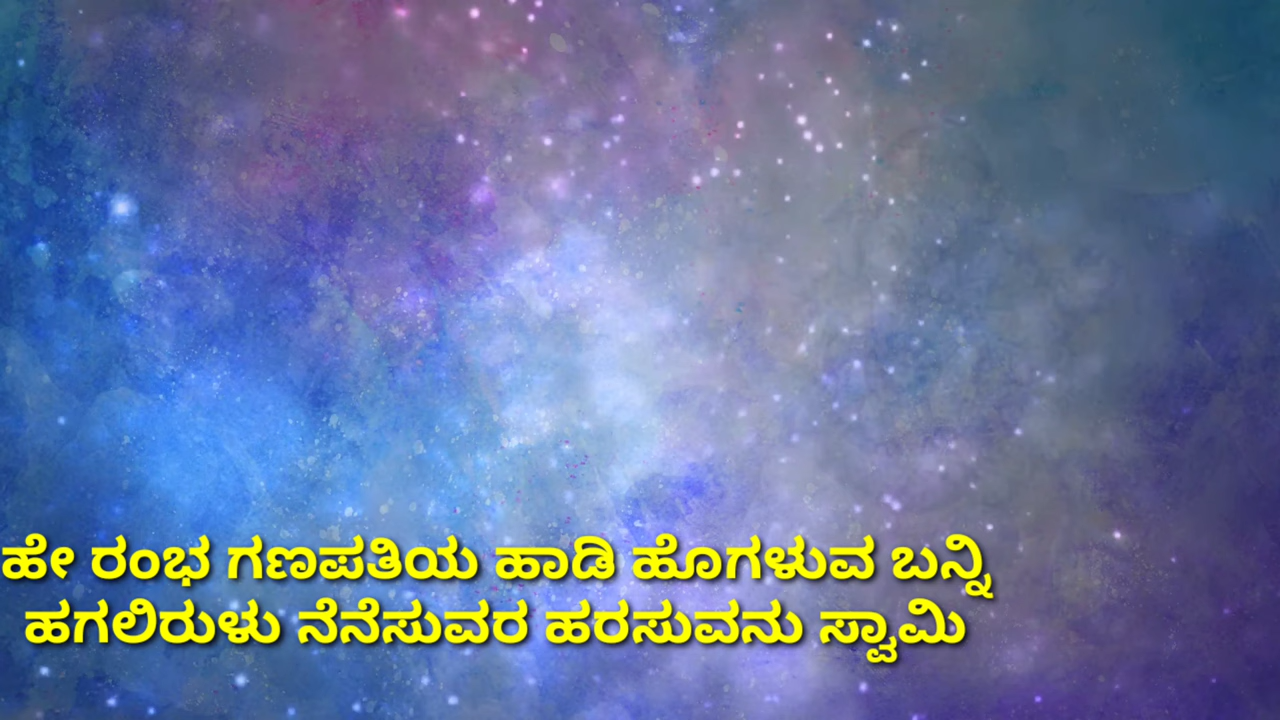 ಹೇ ರಂಭ ಗಣಪತಿಯ ಹಾಡಿ ಹೊಗಳುವ ಬನ್ನಿ
ಹಗಲಿರುಳು ನೆನೆಸುವರ ಹರಸುವನು ಸ್ವಾಮಿ